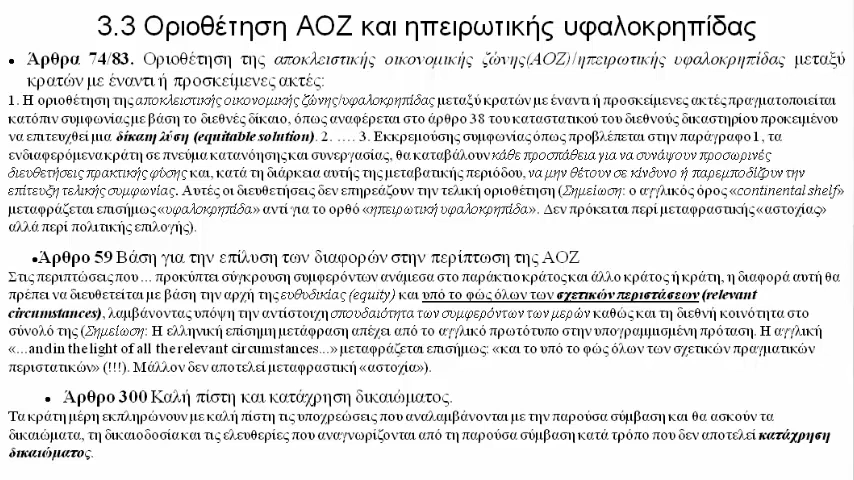 3.3 Οριοθέτηση ΑΟΖ και ηπειρωτικής υφαλοκρηπίδας
• Άρθρα 74/83. Οριοθέτηση της αποκλειστικής οικονομικής ζώνης(ΑΟΖ)/ηπειρωτικής υφαλοκρηπίδας μεταξύ
κρατών με έναντι ή προσκείμενες ακτές:
1. Η οριοθέτηση της αποκλειστικής οικονομικής ζώνης/υφαλοκρηπίδας μεταξύ κρατών με έναντι ή προσκείμενες ακτές πραγματοποιείται
κατόπιν συμφωνίας με βάση το διεθνές δίκαιο, όπως αναφέρεται στο άρθρο 38 του καταστατικού του διεθνούς δικαστηρίου προκειμένου
να επιτευχθεί μια δίκαιη λύση (equitable solution). 2. …. 3. Εκκρεμούσης συμφωνίας όπως προβλέπεται στην παράγραφο 1, τα
ενδιαφερόμενα κράτη σε πνεύμα κατανόησης και συνεργασίας, θα καταβάλουν κάθε προσπάθεια για να συνάψουν προσωρινές
διευθετήσεις πρακτικής φύσης και, κατά τη διάρκεια αυτής της μεταβατικής περιόδου, να μην θέτουν σε κίνδυνο ή παρεμποδίζουν την
επίτευξη τελικής συμφωνίας. Αυτές οι διευθετήσεις δεν επηρεάζουν την τελική οριοθέτηση (Σημείωση: ο αγγλικός όρος «continental shelf»
μεταφράζεται επισήμως «υφαλοκρηπίδα» αντί για το ορθό «ηπειρωτική υφαλοκρηπίδα». Δεν πρόκειται περί μεταφραστικής «αστοχίας»
αλλά περί πολιτικής επιλογής).
•Άρθρο 59 Βάση για την επίλυση των διαφορών στην περίπτωση της ΑΟΖ
Στις περιπτώσεις που … προκύπτει σύγκρουση συμφερόντων ανάμεσα στο παράκτιο κράτος και άλλο κράτος ή κράτη, η διαφορά αυτή θα
πρέπει να διευθετείται με βάση την αρχή της ευθυδικίας (equity) και υπό το φώς όλων των σχετικών περιστάσεων (relevant
circumstances), λαμβάνοντας υπόψη την αντίστοιχη σπουδαιότητα των συμφερόντων των μερών καθώς και τη διεθνή κοινότητα στο
σύνολό της (Σημείωση: Η ελληνική επίσημη μετάφραση απέχει από το αγγλικό πρωτότυπο στην υπογραμμισμένη πρόταση. Η αγγλική
«...and in the light of all the relevant circumstances...» μεταφράζεται επισήμως: «και το υπό το φώς όλων των σχετικών πραγματικών
περιστατικών» (!!!). Μάλλον δεν αποτελεί μεταφραστική «αστοχία»).
• Άρθρο 300 Καλή πίστη και κατάχρηση δικαιώματος.
Τα κράτη μέρη εκπληρώνουν με καλή πίστη τις υποχρεώσεις που αναλαμβάνονται με την παρούσα σύμβαση και θα ασκούν τα
δικαιώματα, τη δικαιοδοσία και τις ελευθερίες που αναγνωρίζονται από τη παρούσα σύμβαση κατά τρόπο που δεν αποτελεί κατάχρηση
δικαιώματος.